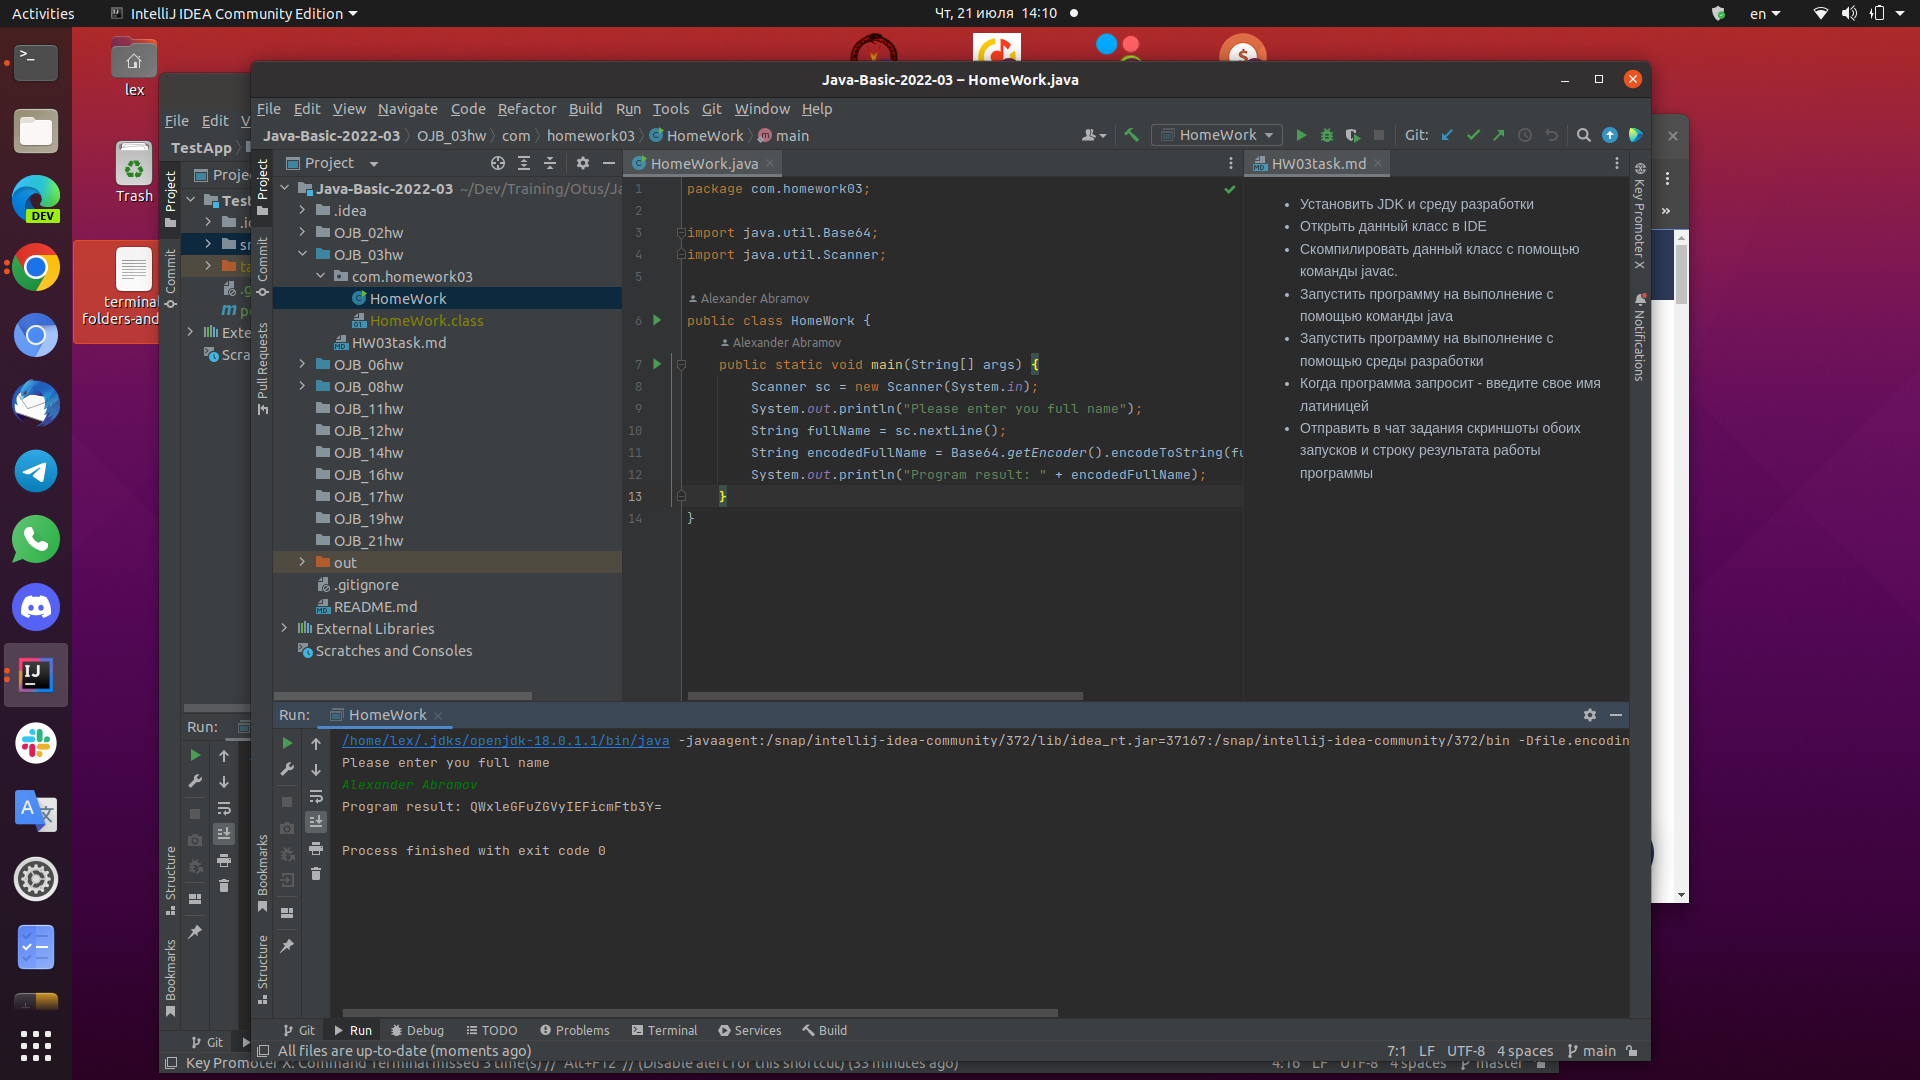 Activities
IntelliJ IDEA Community Edition
Чт, 21 июля 14:10
en
lex
Trash
terminal
folders-and
DEV
File Edit V
TestApp
Project
Commit
.g
Exte
Scra
Run:
Structure
Bookmarks
Git
Java-Basic-2022-03 – HomeWork.java
File Edit View Navigate Code Refactor Build Run Tools Git Window Help
Java-Basic-2022-03 OJB_03hw com homework03 HomeWork main
HomeWork
Git:
Project
Project
Commit
Pull Requests
Bookmarks
Structure
Java-Basic-2022-03 ~/Dev/Training/Otus/Ja
.idea
OJB_02hw
OJB_03hw
com.homework03
HomeWork
HomeWork.class
HW03task.md
OJB_06hw
OJB_08hw
OJB_11hw
OJB_12hw
OJB_14hw
OJB_16hw
OJB_17hw
OJB_19hw
OJB_21hw
out
.gitignore
README.md
External Libraries
Scratches and Consoles
HomeWork.java
1 package com.homework03;
2
3 import java.util.Base64;
4 import java.util.Scanner;
5
Alexander Abramov
6 public class HomeWork {
Alexander Abramov
7 public static void main(String[] args) {
8 Scanner sc = new Scanner(System.in);
9 System.out.println("Please enter you full name");
10 String fullName = sc.nextLine();
11 String encodedFullName = Base64.getEncoder().encodeToString(fu
12 System.out.println("Program result: " + encodedFullName);
13 }
14 }
HW03task.md
• Установить JDK и среду разработки
• Открыть данный класс в IDE
• Скомпилировать данный класс с помощью
команды javac.
• Запустить программу на выполнение с
помощью команды java
• Запустить программу на выполнение с
помощью среды разработки
• Когда программа запросит - введите свое имя
латиницей
• Отправить в чат задания скриншоты обоих
запусков и строку результата работы
программы
Key Promoter X
Notifications
Run: HomeWork
/home/lex/.jdks/openjdk-18.0.1.1/bin/java -javaagent:/snap/intellij-idea-community/372/lib/idea_rt.jar=37167:/snap/intellij-idea-community/372/bin -Dfile.encodin
Please enter you full name
Alexander Abramov
Program result: QWxleGFuZGVyIEFicmFtb3Y=
Process finished with exit code 0
Git Run Debug TODO Problems Terminal Services Build
All files are up-to-date (moments ago)
7:1 LF UTF-8 4 spaces main
Key Promoter X: Command Terminal missed 3 time(s) // 'Alt+F12' // (Disable alert for this shortcut) (33 minutes ago)
4:16 LF UTF-8 4 spaces master